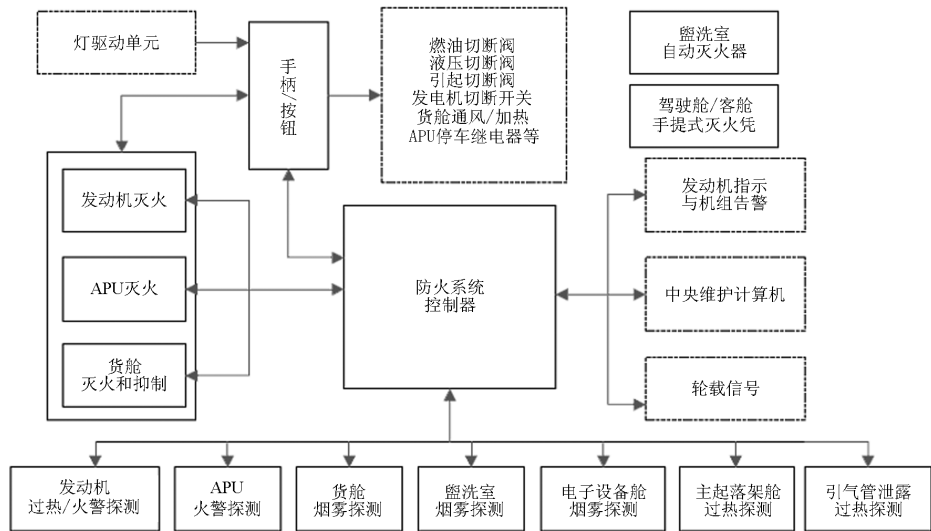 灯驱动单元
手柄/按钮
燃油切断阀
液压切断阀
引起切断阀
发电机切断开关
货舱通风/加热
APU停车继电器等
盥洗室
自动灭火器
驾驶舱/客舱
手提式灭火凭
发动机灭火
APU灭火
货舱
灭火和抑制
防火系统
控制器
发动机指示
与机组告警
中央维护计算机
轮载信号
发动机
过热/火警探测
APU
火警探测
货舱
烟雾探测
盥洗室
烟雾探测
电子设备舱
烟雾探测
主起落架舱
过热探测
引气管泄露
过热探测